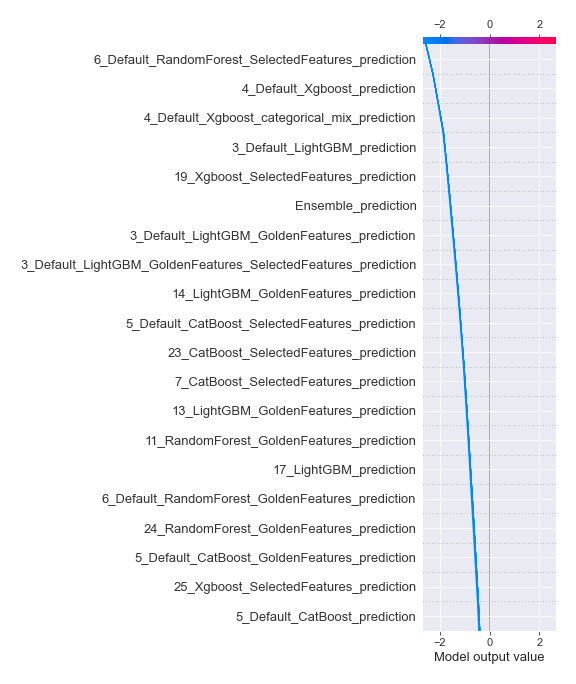 −2 0 2
6_Default_RandomForest_SelectedFeatures_prediction
4_Default_Xgboost_prediction
4_Default_Xgboost_categorical_mix_prediction
3_Default_LightGBM_prediction
19_Xgboost_SelectedFeatures_prediction
Ensemble_prediction
3_Default_LightGBM_GoldenFeatures_prediction
3_Default_LightGBM_GoldenFeatures_SelectedFeatures_prediction
14_LightGBM_GoldenFeatures_prediction
5_Default_CatBoost_SelectedFeatures_prediction
23_CatBoost_SelectedFeatures_prediction
7_CatBoost_SelectedFeatures_prediction
13_LightGBM_GoldenFeatures_prediction
11_RandomForest_GoldenFeatures_prediction
17_LightGBM_prediction
6_Default_RandomForest_GoldenFeatures_prediction
24_RandomForest_GoldenFeatures_prediction
5_Default_CatBoost_GoldenFeatures_prediction
25_Xgboost_SelectedFeatures_prediction
5_Default_CatBoost_prediction
−2 0 2
Model output value